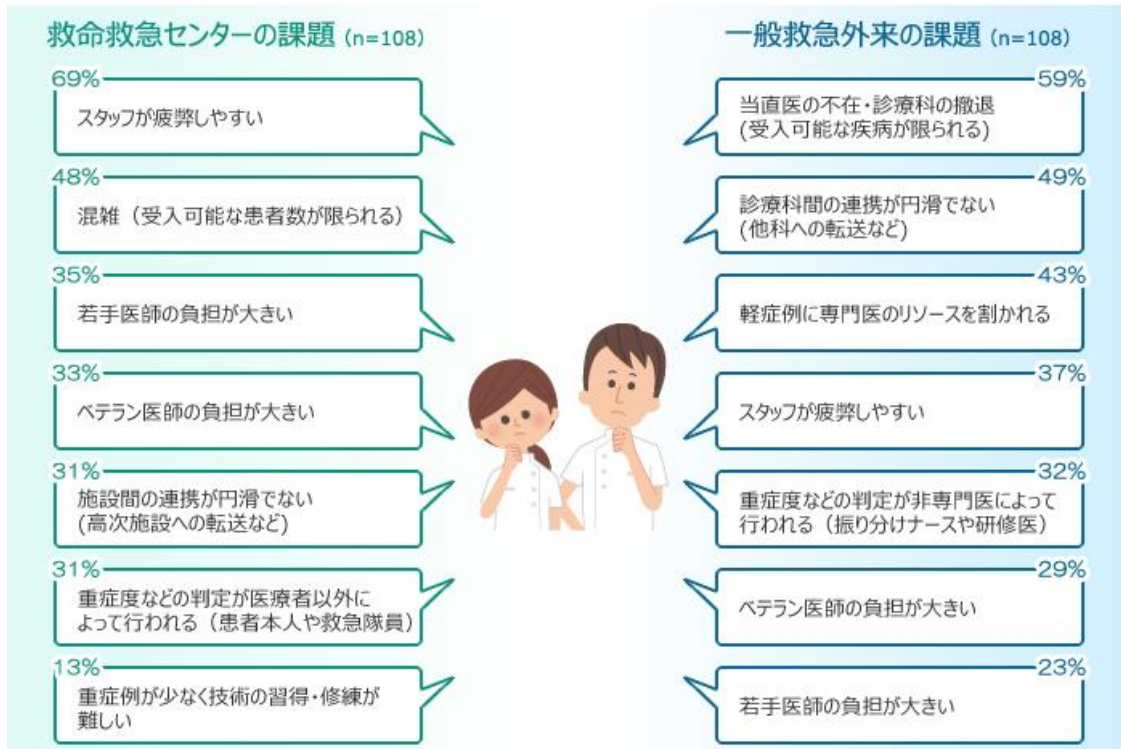 救命救急センターの課題 (n=108)
69%
スタッフが疲弊しやすい
48%
混雑（受入可能な患者数が限られる）
35%
若手医師の負担が大きい
33%
ベテラン医師の負担が大きい
31%
施設間の連携が円滑でない
(高次施設への転送など)
31%
重症度などの判定が医療者以外に
よって行われる（患者本人や救急隊員）
13%
重症例が少なく技術の習得・修練が
難しい
一般救急外来の課題 (n=108)
59%
当直医の不在・診療科の撤退
(受入可能な疾病が限られる)
49%
診療科間の連携が円滑でない
(他科への転送など)
43%
軽症例に専門医のリソースを割かれる
37%
スタッフが疲弊しやすい
32%
重症度などの判定が非専門医によって
行われる（振り分けナースや研修医）
29%
ベテラン医師の負担が大きい
23%
若手医師の負担が大きい